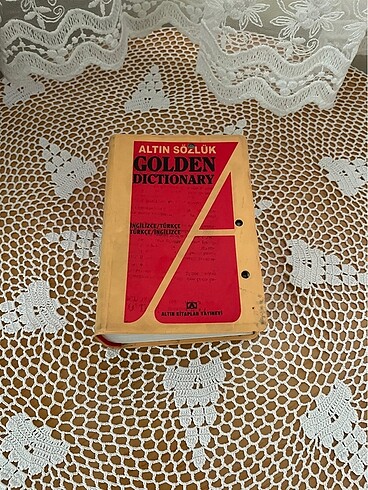 ALTIN SÖZLÜK
GOLDEN
DICTIONARY
İNGİLİZCE/TÜRKÇE
TÜRKÇE/İNGİLİZCE
ALTIN KİTAPLAR YAYINEVİ